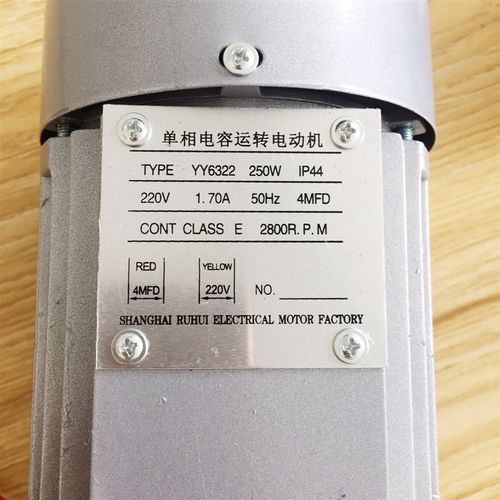 单相电容运转电动机
TYPE YY6322 250W IP44
220V 1.70A 50Hz 4MFD
CONT CLASS E 2800R.P.M
RED YELLOW
4MFD 220V NO.
SHANGHAI RUHUI ELECTRICAL MOTOR FACTORY